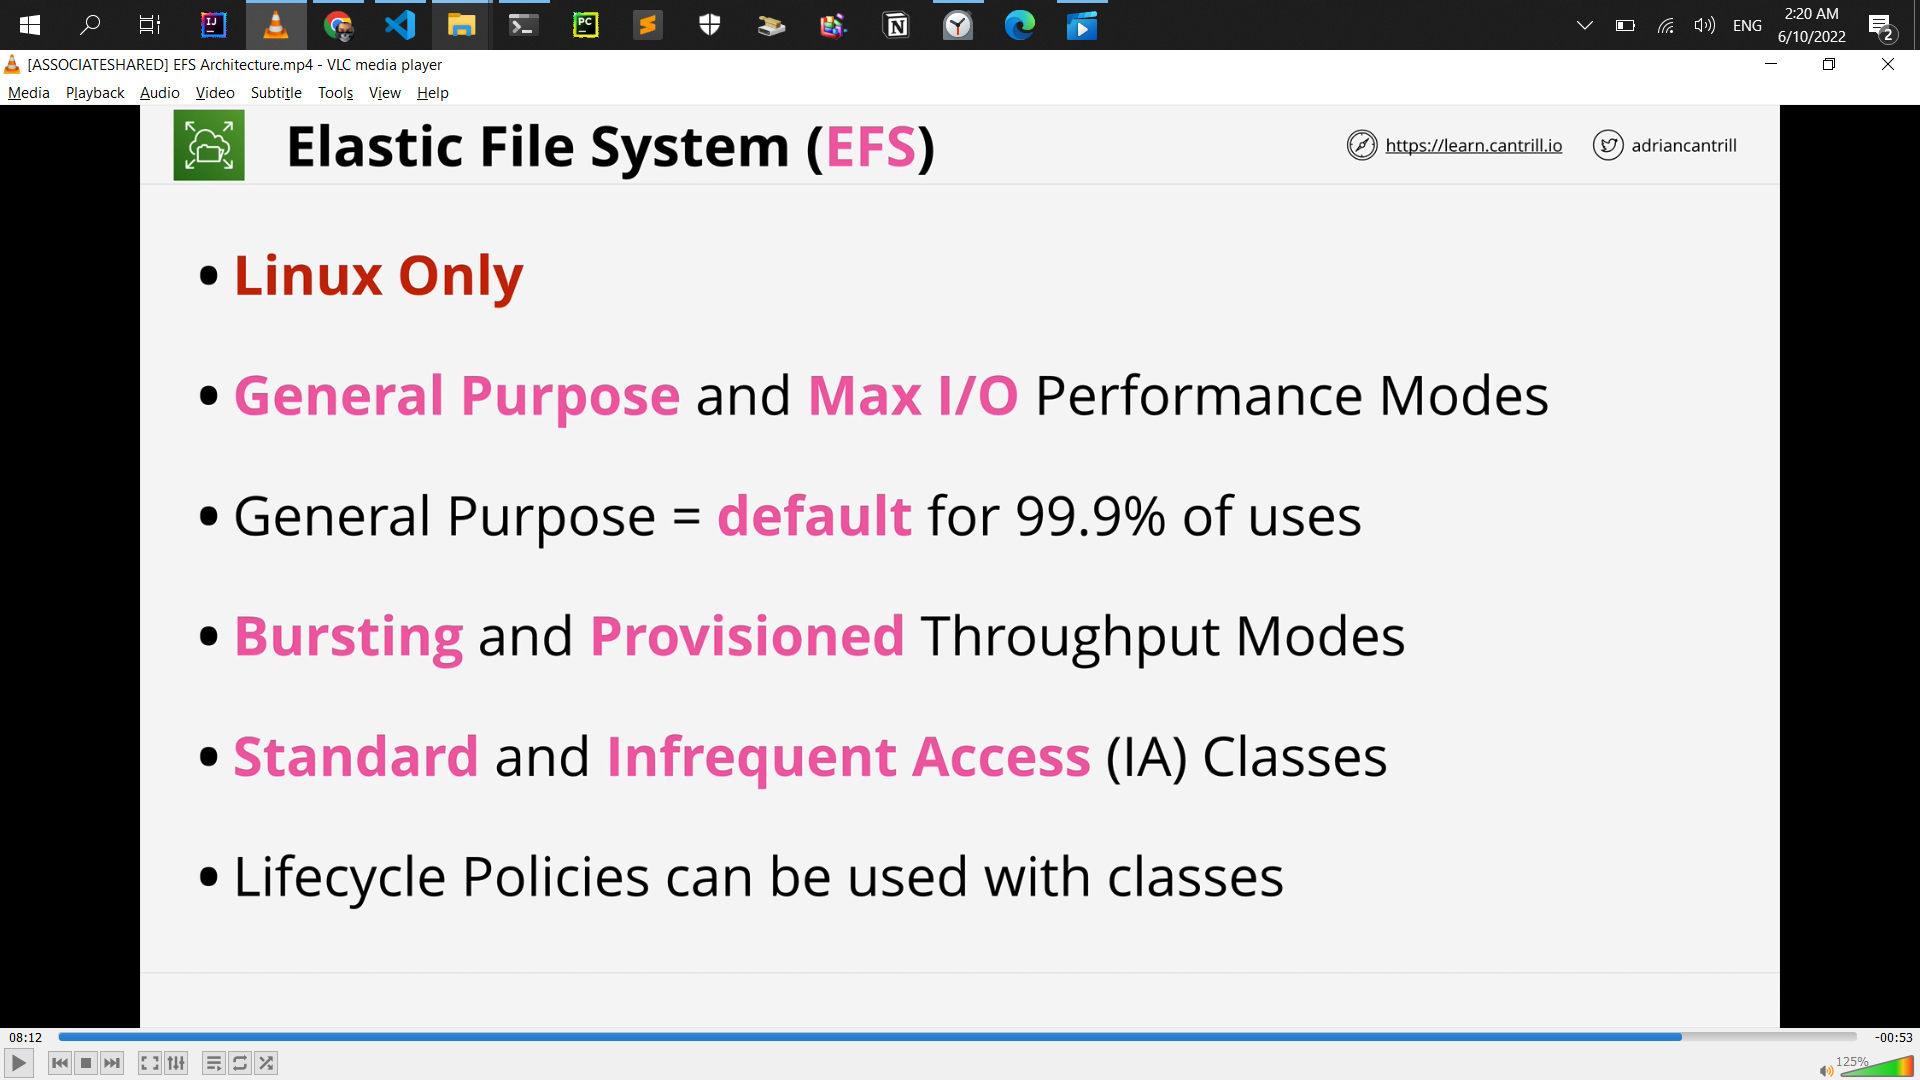 IJ
PC
ENG
2:20 AM
6/10/2022
2
[ASSOCIATESHARED] EFS Architecture.mp4 - VLC media player
Media Playback Audio Video Subtitle Tools View Help
Elastic File System (EFS)
https://learn.cantrill.io
adriancantrill
• Linux Only
• General Purpose and Max I/O Performance Modes
• General Purpose = default for 99.9% of uses
• Bursting and Provisioned Throughput Modes
• Standard and Infrequent Access (IA) Classes
• Lifecycle Policies can be used with classes
08:12
-00:53
125%